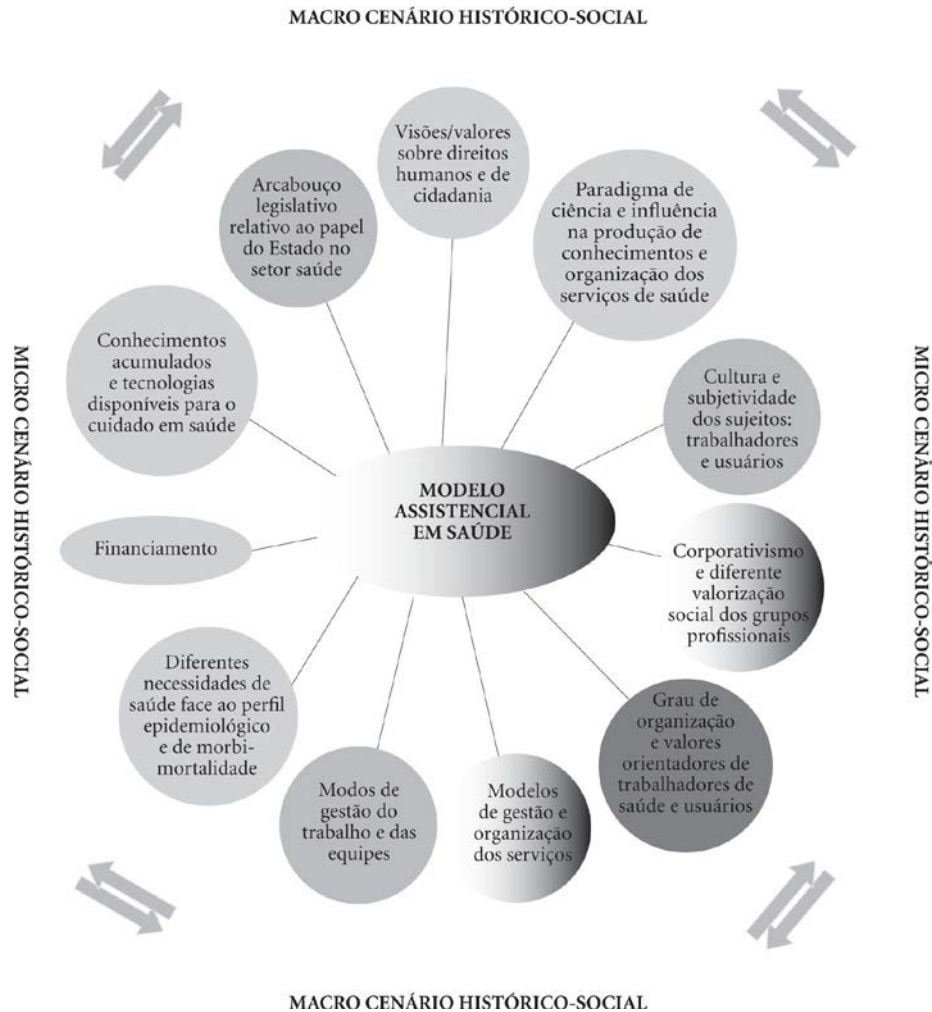 MACRO CENÁRIO HISTÓRICO-SOCIAL
Visões/valores
sobre direitos
humanos e de
cidadania
Arcabouço
legislativo
relativo ao papel
do Estado no
setor saúde
Paradigma de
ciência e influência
na produção de
conhecimentos e
organização dos
serviços de saúde
Conhecimentos
acumulados
e tecnologias
disponíveis para o
cuidado em saúde
Cultura e
subjetividade
dos sujeitos:
trabalhadores
e usuários
MICRO CENÁRIO HISTÓRICO-SOCIAL
MODELO
ASSISTENCIAL
EM SAÚDE
MICRO CENÁRIO HISTÓRICO-SOCIAL
Financiamento
Corporativismo
e diferente
valorização
social dos grupos
profissionais
Diferentes
necessidades de
saúde face ao perfil
epidemiológico
e de morbi-
mortalidade
Grau de
organização
e valores
orientadores de
trabalhadores de
saúde e usuários
Modos de
gestão do
trabalho e das
equipes
Modelos
de gestão e
organização
dos serviços
MACRO CENÁRIO HISTÓRICO-SOCIAL